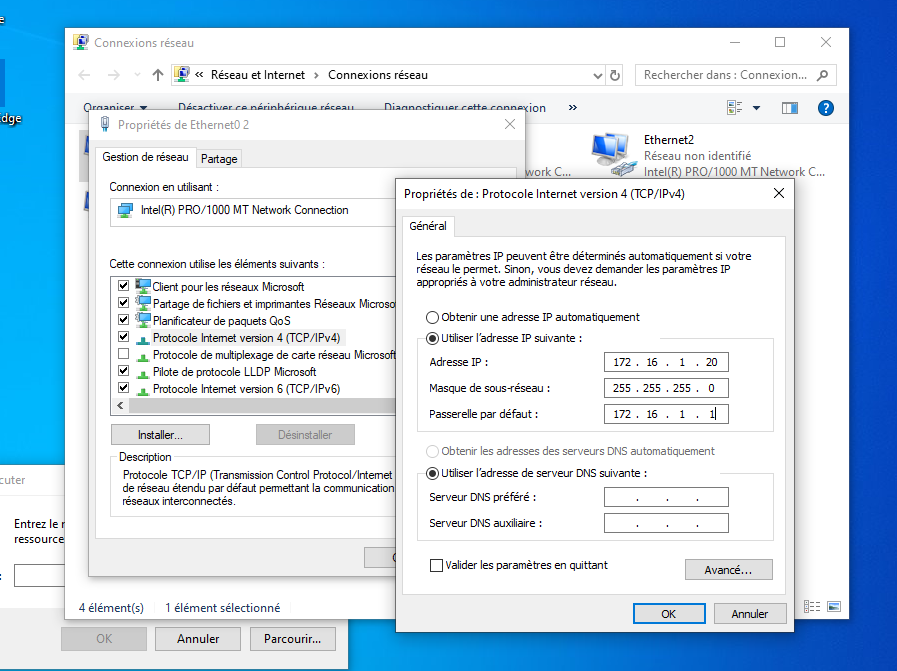 e
dge
Connexions réseau
« Réseau et Internet › Connexions réseau
Rechercher dans : Connexion...
Organiser
Désactiver ce périphérique réseau
Diagnostiquer cette connexion
»
Ethernet2
Réseau non identifié
Intel(R) PRO/1000 MT Network C...
work C...
Propriétés de Ethernet0 2
Gestion de réseau
Partage
Connexion en utilisant :
Intel(R) PRO/1000 MT Network Connection
Cette connexion utilise les éléments suivants :
Client pour les réseaux Microsoft
Partage de fichiers et imprimantes Réseaux Microso
Planificateur de paquets QoS
Protocole Internet version 4 (TCP/IPv4)
Protocole de multiplexage de carte réseau Microsoft
Pilote de protocole LLDP Microsoft
Protocole Internet version 6 (TCP/IPv6)
Installer...
Désinstaller
Description
Protocole TCP/IP (Transmission Control Protocol/Internet
de réseau étendu par défaut permettant la communication
réseaux interconnectés.
Propriétés de : Protocole Internet version 4 (TCP/IPv4)
Général
Les paramètres IP peuvent être déterminés automatiquement si votre
réseau le permet. Sinon, vous devez demander les paramètres IP
appropriés à votre administrateur réseau.
Obtenir une adresse IP automatiquement
Utiliser l'adresse IP suivante :
Adresse IP : 172 . 16 . 1 . 20
Masque de sous-réseau : 255 . 255 . 255 . 0
Passerelle par défaut : 172 . 16 . 1 . 1
Obtenir les adresses des serveurs DNS automatiquement
Utiliser l'adresse de serveur DNS suivante :
Serveur DNS préféré : . . .
Serveur DNS auxiliaire : . . .
Valider les paramètres en quittant
Avancé...
OK
Annuler
4 élément(s)
1 élément sélectionné
cuter
Entrez le
ressource
:
OK
Annuler
Parcourir...